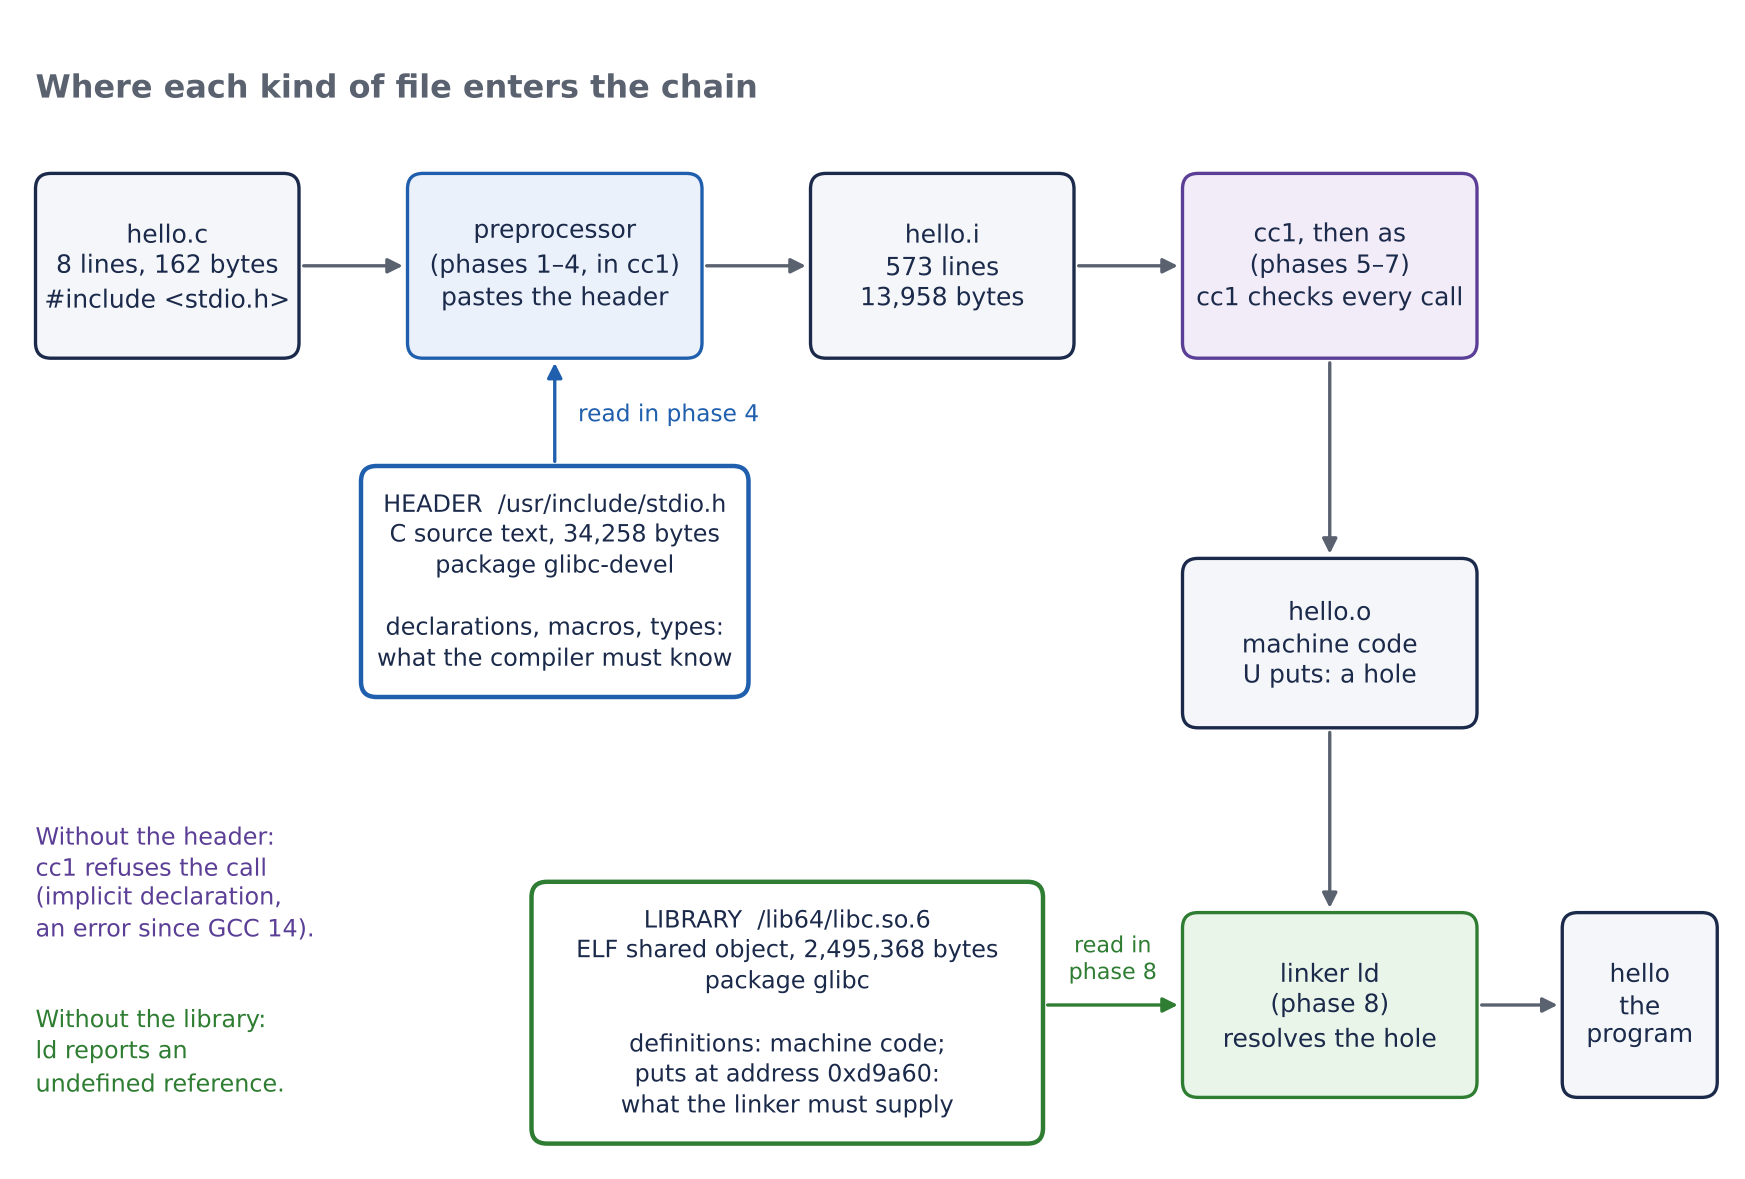 Where each kind of file enters the chain
hello.c
8 lines, 162 bytes
#include <stdio.h>
preprocessor
(phases 1–4, in cc1)
pastes the header
hello.i
573 lines
13,958 bytes
cc1, then as
(phases 5–7)
cc1 checks every call
read in phase 4
HEADER  /usr/include/stdio.h
C source text, 34,258 bytes
package glibc-devel
declarations, macros, types:
what the compiler must know
hello.o
machine code
U puts: a hole
Without the header:
cc1 refuses the call
(implicit declaration,
an error since GCC 14).
Without the library:
ld reports an
undefined reference.
LIBRARY  /lib64/libc.so.6
ELF shared object, 2,495,368 bytes
package glibc
definitions: machine code;
puts at address 0xd9a60:
what the linker must supply
read in
phase 8
linker ld
(phase 8)
resolves the hole
hello
the
program